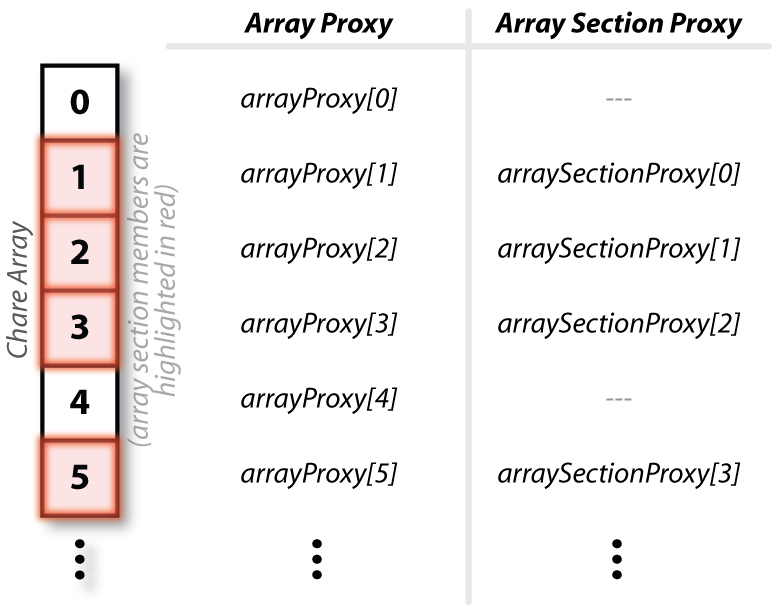 Array Proxy Array Section Proxy
0 arrayProxy[0] ---
1 arrayProxy[1] arraySectionProxy[0]
2 arrayProxy[2] arraySectionProxy[1]
3 arrayProxy[3] arraySectionProxy[2]
4 arrayProxy[4] ---
5 arrayProxy[5] arraySectionProxy[3]
Chare Array
(array section members are
highlighted in red)